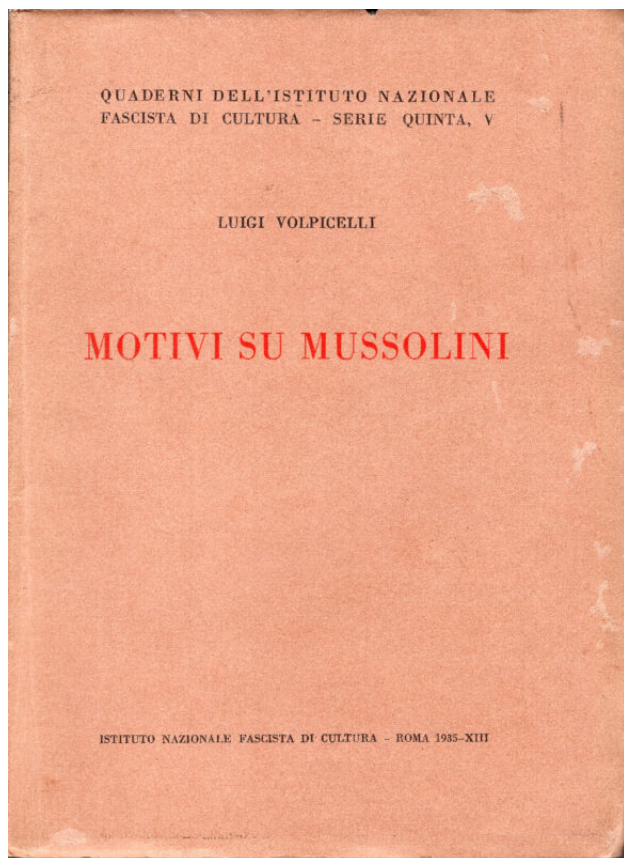 QUADERNI DELL'ISTITUTO NAZIONALE
FASCISTA DI CULTURA – SERIE QUINTA, V
LUIGI VOLPICELLI
MOTIVI SU MUSSOLINI
ISTITUTO NAZIONALE FASCISTA DI CULTURA – ROMA 1935–XIII